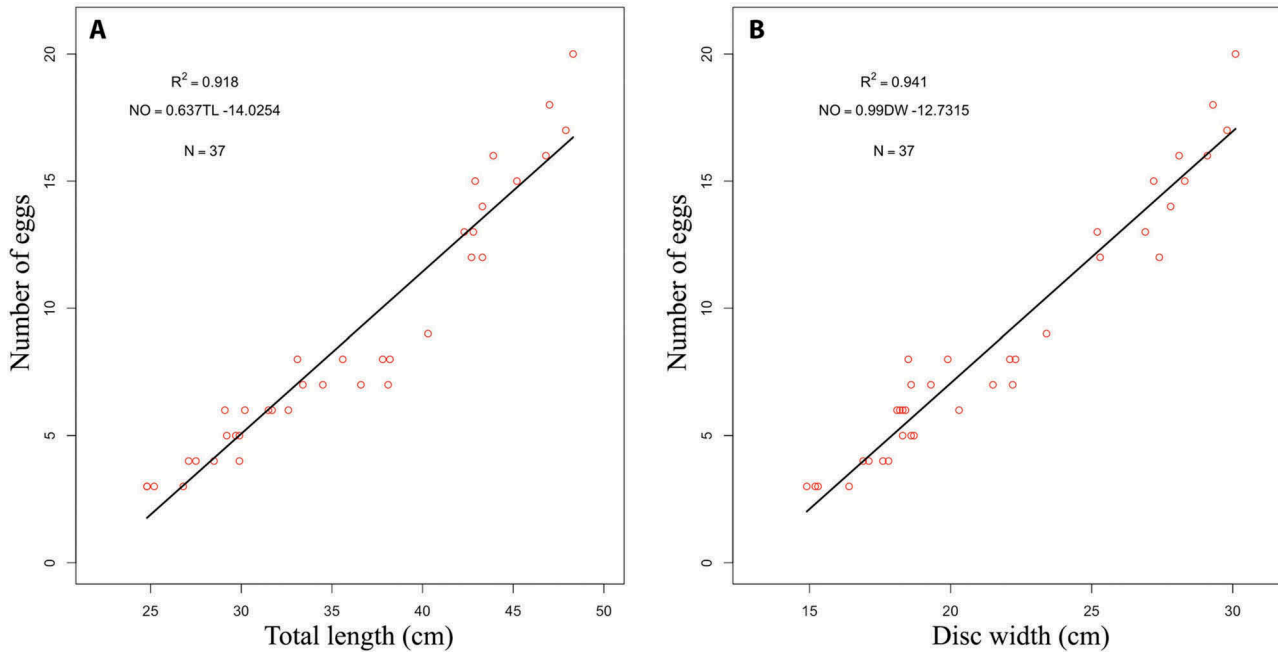 A
R² = 0.918
NO = 0.637TL -14.0254
N = 37
Number of eggs
20
15
10
5
0
25 30 35 40 45 50
Total length (cm)
B
R² = 0.941
NO = 0.99DW -12.7315
N = 37
Number of eggs
20
15
10
5
0
15 20 25 30
Disc width (cm)